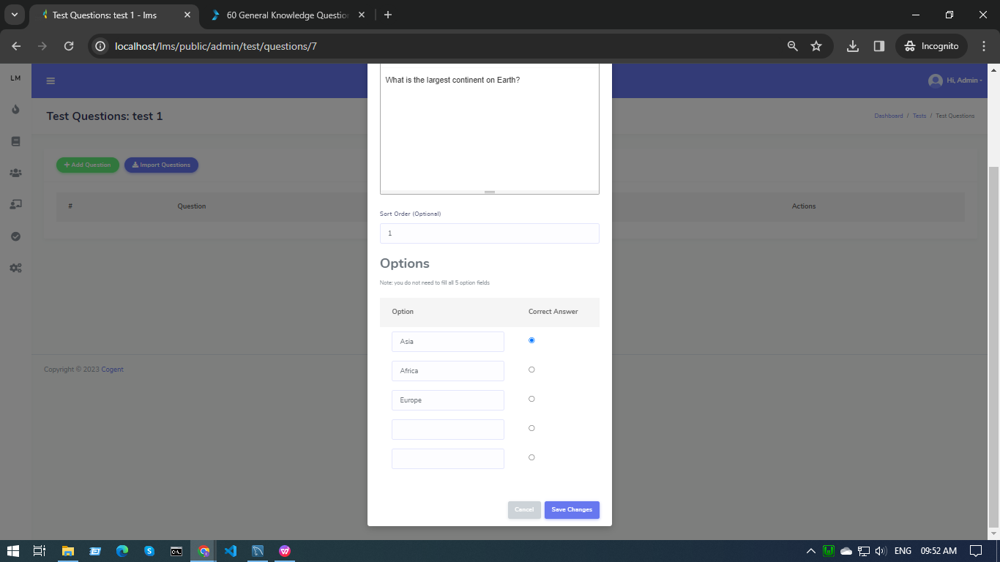 Test Questions: test 1 - lms
60 General Knowledge Question
localhost/lms/public/admin/test/questions/7
Incognito
LM
Hi, Admin
What is the largest continent on Earth?
Test Questions: test 1
Dashboard / Tests / Test Questions
+ Add Question
Import Questions
# Question Actions
Sort Order (Optional)
1
Options
Note: you do not need to fill all 5 option fields
Option Correct Answer
Asia
Africa
Europe
Copyright © 2023 Cogent
Cancel Save Changes
ENG 09:52 AM